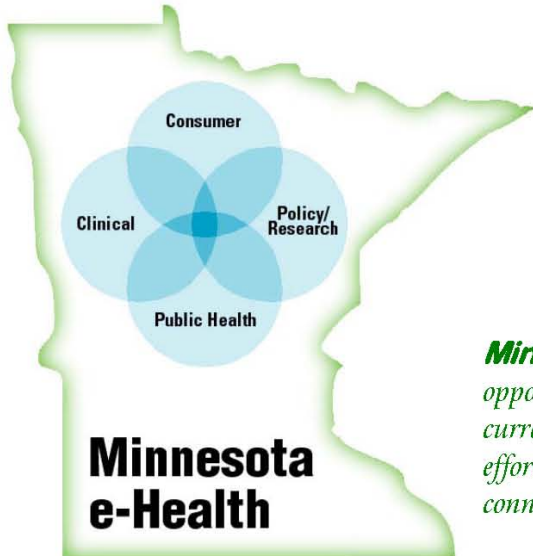 Consumer
Clinical
Policy/
Research
Public Health
Minnesota
e-Health